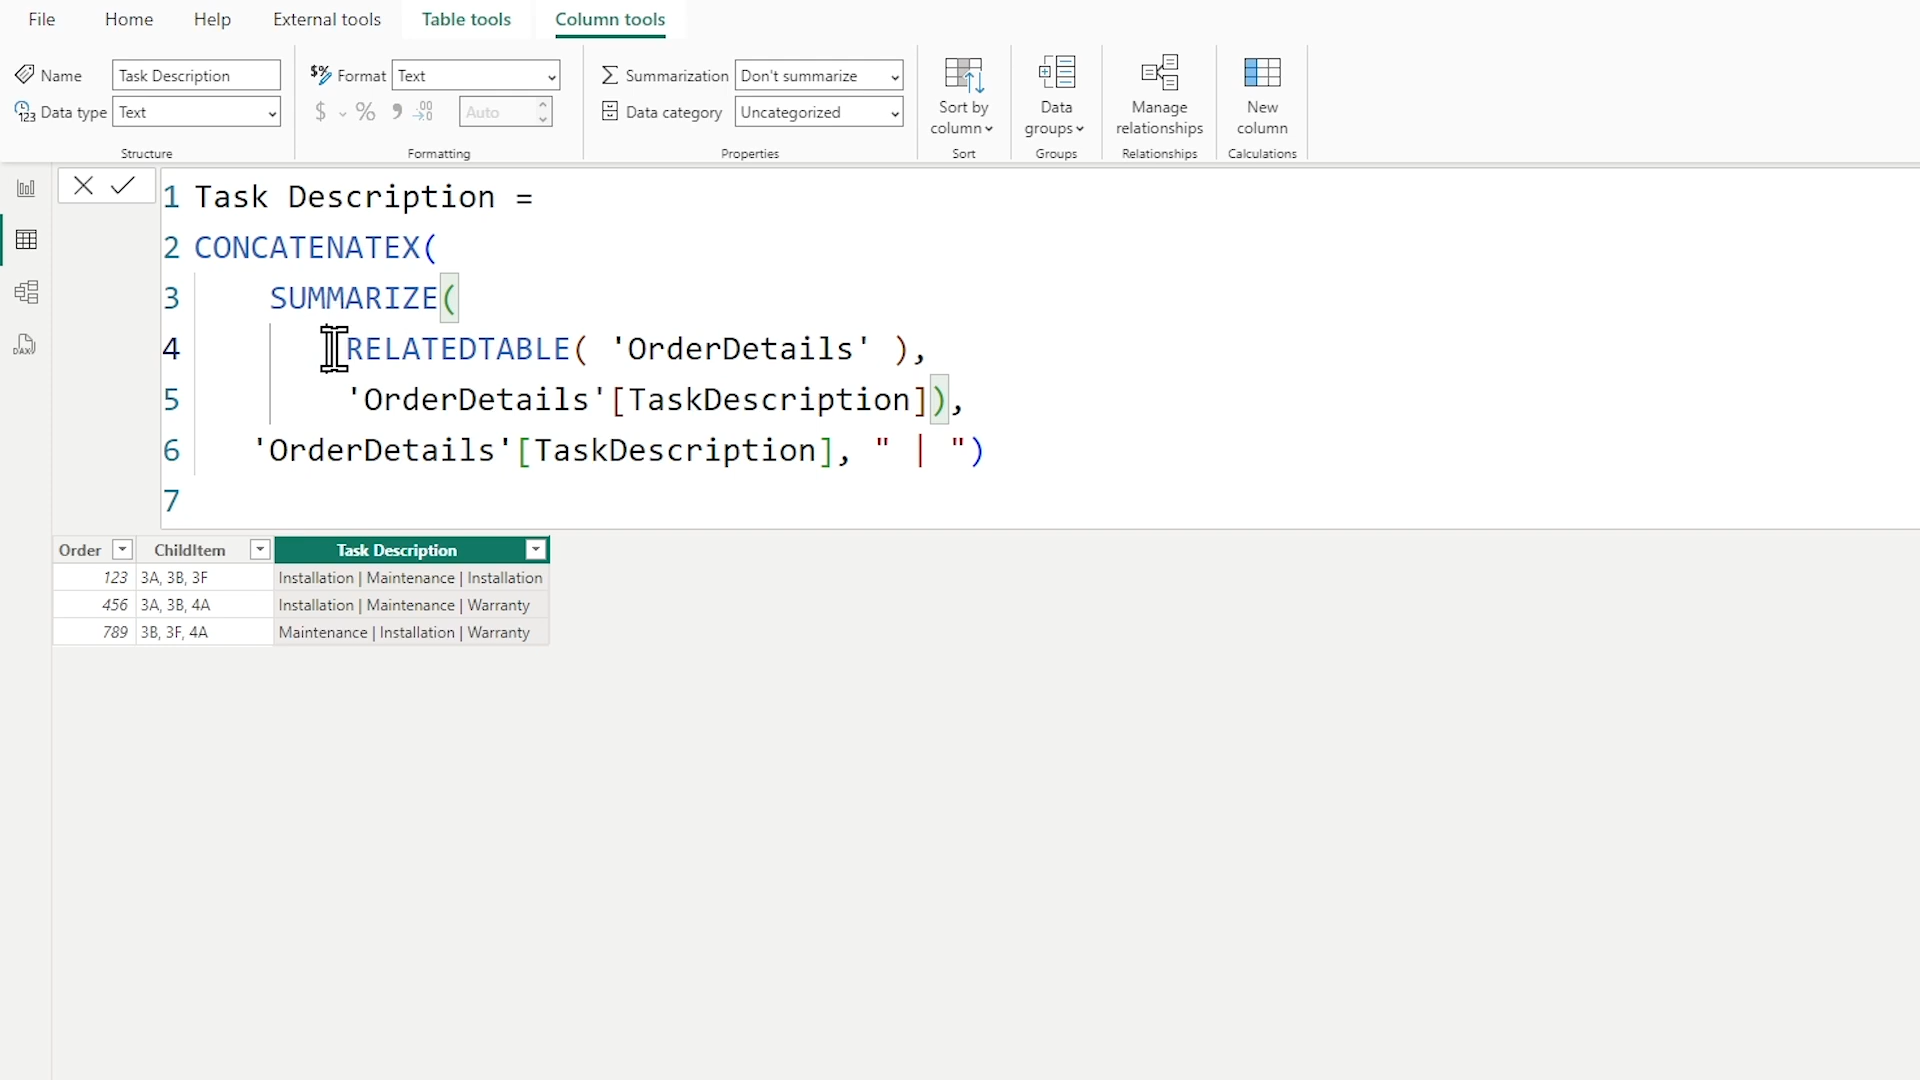 File Home Help External tools Table tools Column tools
Name Task Description $% Format Text Summarization Don't summarize
Data type Text $ % Auto Data category Uncategorized
Sort by column Data groups Manage relationships New column
Structure Formatting Properties Sort Groups Relationships Calculations
1 Task Description =
2 CONCATENATEX(
3 SUMMARIZE(
4 RELATEDTABLE( 'OrderDetails' ),
5 'OrderDetails'[TaskDescription]),
6 'OrderDetails'[TaskDescription], " | ")
7
Order ChildItem Task Description
123 3A, 3B, 3F Installation | Maintenance | Installation
456 3A, 3B, 4A Installation | Maintenance | Warranty
789 3B, 3F, 4A Maintenance | Installation | Warranty